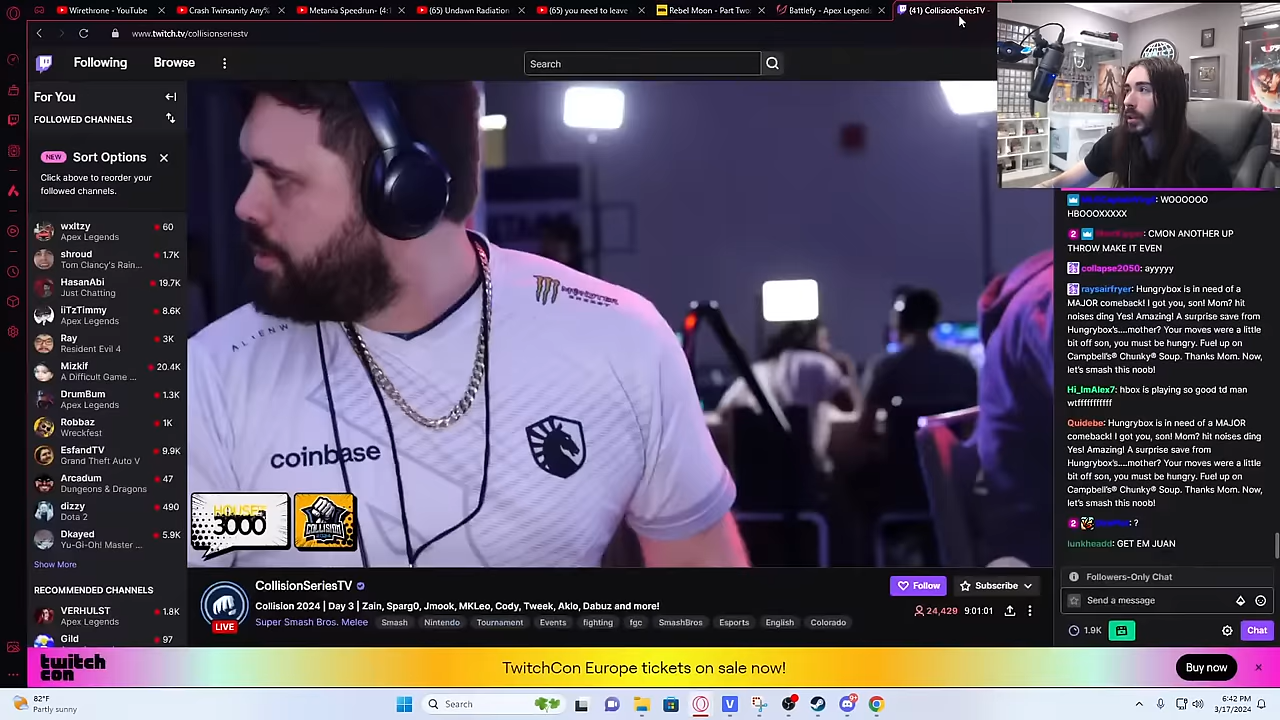 Wirethrone - YouTube
Crash Twinsanity Any%
Metania Speedrun- (4:
(65) Undawn Radiation
(65) you need to leave
Rebel Moon - Part Two:
Battlefy - Apex Legends
(41) CollisionSeriesTV
www.twitch.tv/collisionseriestv
Following
Browse
Search
For You
FOLLOWED CHANNELS
NEW Sort Options
Click above to reorder your
followed channels.
wxltzy 60
Apex Legends
shroud 1.7K
Tom Clancy's Rain...
HasanAbi 19.7K
Just Chatting
iiTzTimmy 8.6K
Apex Legends
Ray 3K
Resident Evil 4
Mizkif 20.4K
A Difficult Game ...
DrumBum 1.3K
Apex Legends
Robbaz 1K
Wreckfest
EsfandTV 9.9K
Grand Theft Auto V
Arcadum 47
Dungeons & Dragons
dizzy 490
Dota 2
Dkayed 5.9K
Yu-Gi-Oh! Master ...
Show More
RECOMMENDED CHANNELS
VERHULST 1.8K
Apex Legends
Gild 97
ALIENW
MONSTER
coinbase
HOUSE OF
3000
COLLISION
CollisionSeriesTV
LIVE
Collision 2024 | Day 3 | Zain, Sparg0, Jmook, MKLeo, Cody, Tweek, Aklo, Dabuz and more!
Super Smash Bros. Melee
Smash
Nintendo
Tournament
Events
fighting
fgc
SmashBros
Esports
English
Colorado
Follow
Subscribe
24,429
9:01:01
: WOOOOOO
HBOOOXXXXX
2 : CMON ANOTHER UP
THROW MAKE IT EVEN
collapse2050: ayyyyy
raysairfryer: Hungrybox is in need of a
MAJOR comeback! I got you, son! Mom? hit
noises ding Yes! Amazing! A surprise save from
Hungrybox's....mother? Your moves were a little
bit off son, you must be hungry. Fuel up on
Campbell's® Chunky® Soup. Thanks Mom. Now,
let's smash this noob!
Hi_ImAlex7: hbox is playing so good td man
wtfffffffffff
Quidebe: Hungrybox is in need of a MAJOR
comeback! I got you, son! Mom? hit noises ding
Yes! Amazing! A surprise save from
Hungrybox's....mother? Your moves were a little
bit off son, you must be hungry. Fuel up on
Campbell's® Chunky® Soup. Thanks Mom. Now,
let's smash this noob!
2 : ?
lunkheadd: GET EM JUAN
Followers-Only Chat
Send a message
1.9K
Chat
twitch
con
TwitchCon Europe tickets on sale now!
Buy now
82°F
Partly sunny
Search
6:42 PM
3/17/2024